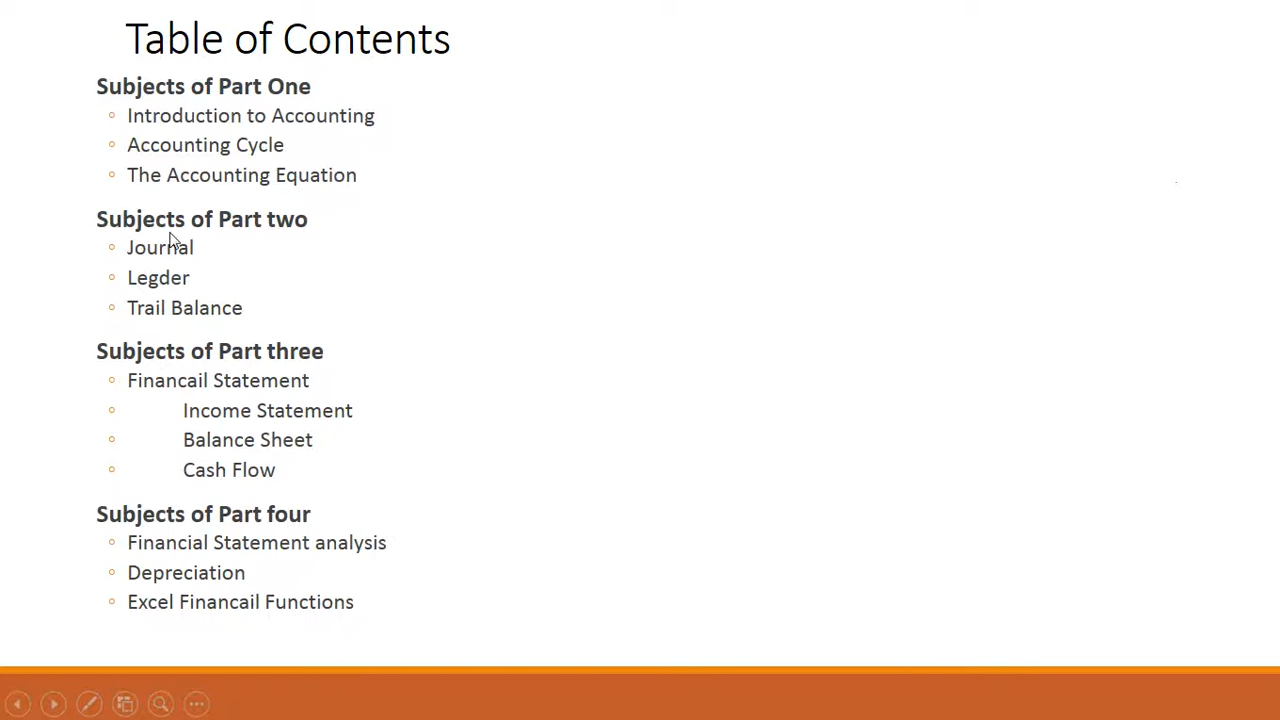 Table of Contents
Subjects of Part One
Introduction to Accounting
Accounting Cycle
The Accounting Equation
Subjects of Part two
Journal
Legder
Trail Balance
Subjects of Part three
Financail Statement
Income Statement
Balance Sheet
Cash Flow
Subjects of Part four
Financial Statement analysis
Depreciation
Excel Financail Functions